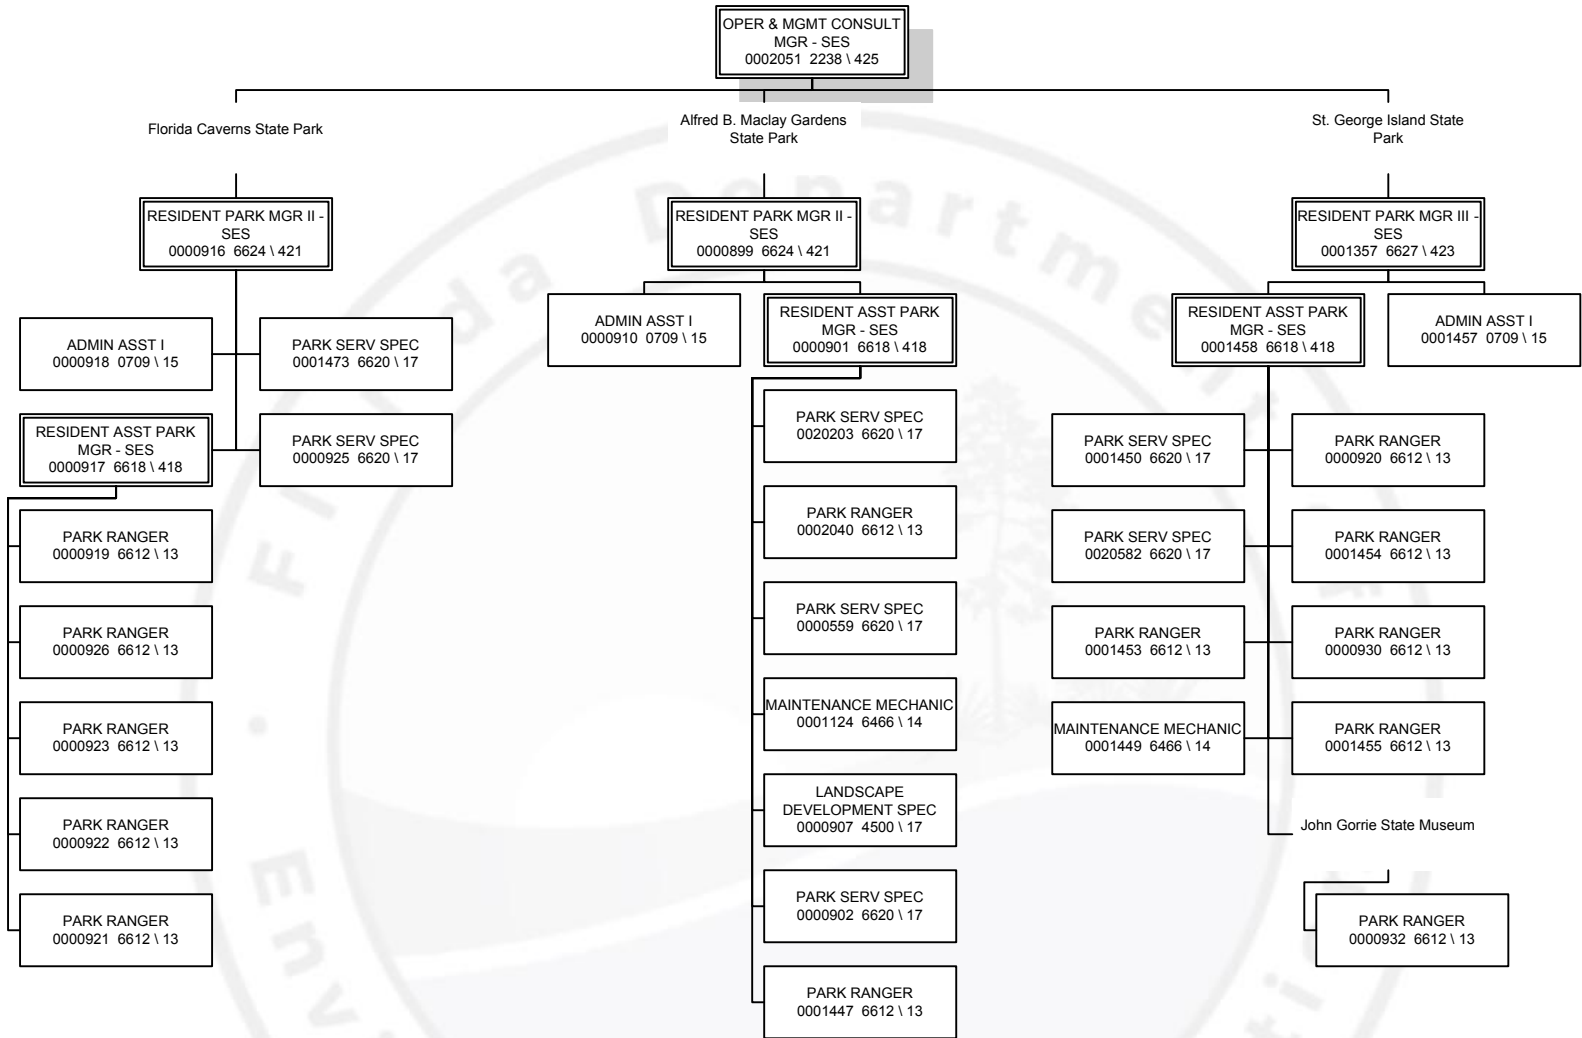 OPER & MGMT CONSULT
MGR - SES
0002051 2238 \ 425
Florida Caverns State Park
Alfred B. Maclay Gardens
State Park
St. George Island State
Park
RESIDENT PARK MGR II -
SES
0000916 6624 \ 421
RESIDENT PARK MGR II -
SES
0000899 6624 \ 421
RESIDENT PARK MGR III -
SES
0001357 6627 \ 423
ADMIN ASST I
0000918 0709 \ 15
PARK SERV SPEC
0001473 6620 \ 17
RESIDENT ASST PARK
MGR - SES
0000917 6618 \ 418
PARK SERV SPEC
0000925 6620 \ 17
PARK RANGER
0000919 6612 \ 13
PARK RANGER
0000926 6612 \ 13
PARK RANGER
0000923 6612 \ 13
PARK RANGER
0000922 6612 \ 13
PARK RANGER
0000921 6612 \ 13
ADMIN ASST I
0000910 0709 \ 15
RESIDENT ASST PARK
MGR - SES
0000901 6618 \ 418
PARK SERV SPEC
0020203 6620 \ 17
PARK RANGER
0002040 6612 \ 13
PARK SERV SPEC
0000559 6620 \ 17
MAINTENANCE MECHANIC
0001124 6466 \ 14
LANDSCAPE
DEVELOPMENT SPEC
0000907 4500 \ 17
PARK SERV SPEC
0000902 6620 \ 17
PARK RANGER
0001447 6612 \ 13
RESIDENT ASST PARK
MGR - SES
0001458 6618 \ 418
ADMIN ASST I
0001457 0709 \ 15
PARK SERV SPEC
0001450 6620 \ 17
PARK RANGER
0000920 6612 \ 13
PARK SERV SPEC
0020582 6620 \ 17
PARK RANGER
0001454 6612 \ 13
PARK RANGER
0001453 6612 \ 13
PARK RANGER
0000930 6612 \ 13
MAINTENANCE MECHANIC
0001449 6466 \ 14
PARK RANGER
0001455 6612 \ 13
John Gorrie State Museum
PARK RANGER
0000932 6612 \ 13